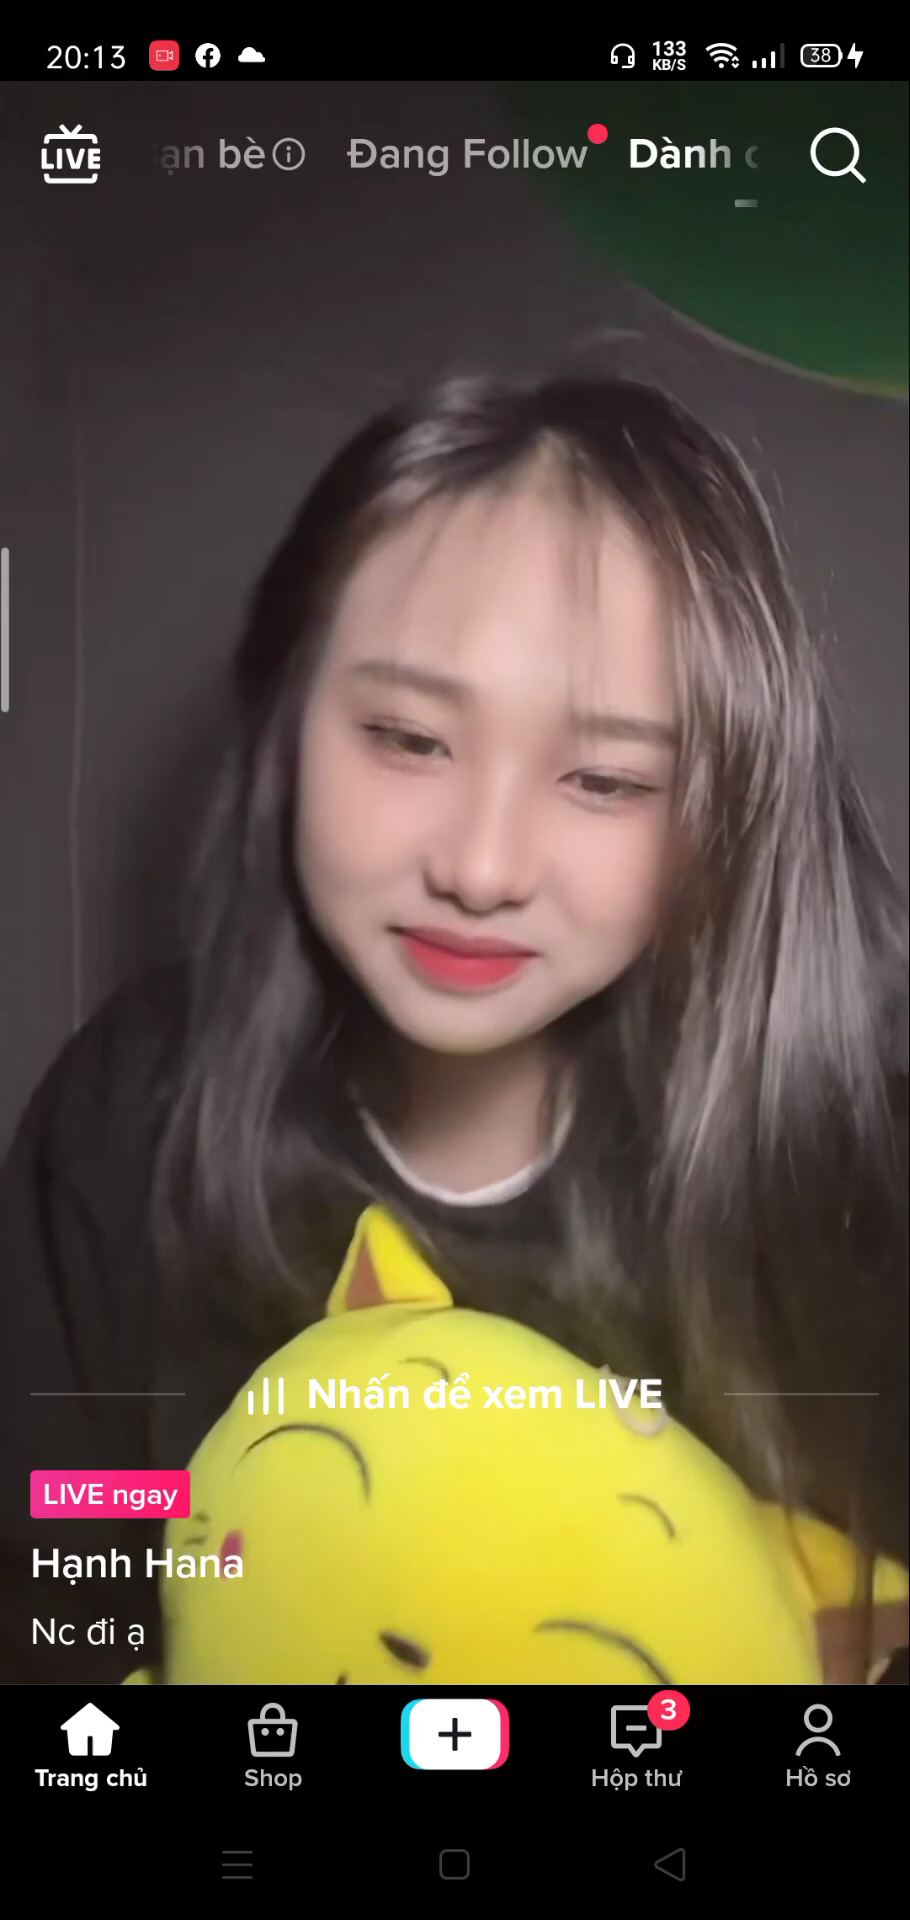 20:13
133
KB/S
38
LIVE
ạn bè
Đang Follow
Dành c
Nhấn để xem LIVE
LIVE ngay
Hạnh Hana
Nc đi ạ
3
Trang chủ
Shop
Hộp thư
Hồ sơ